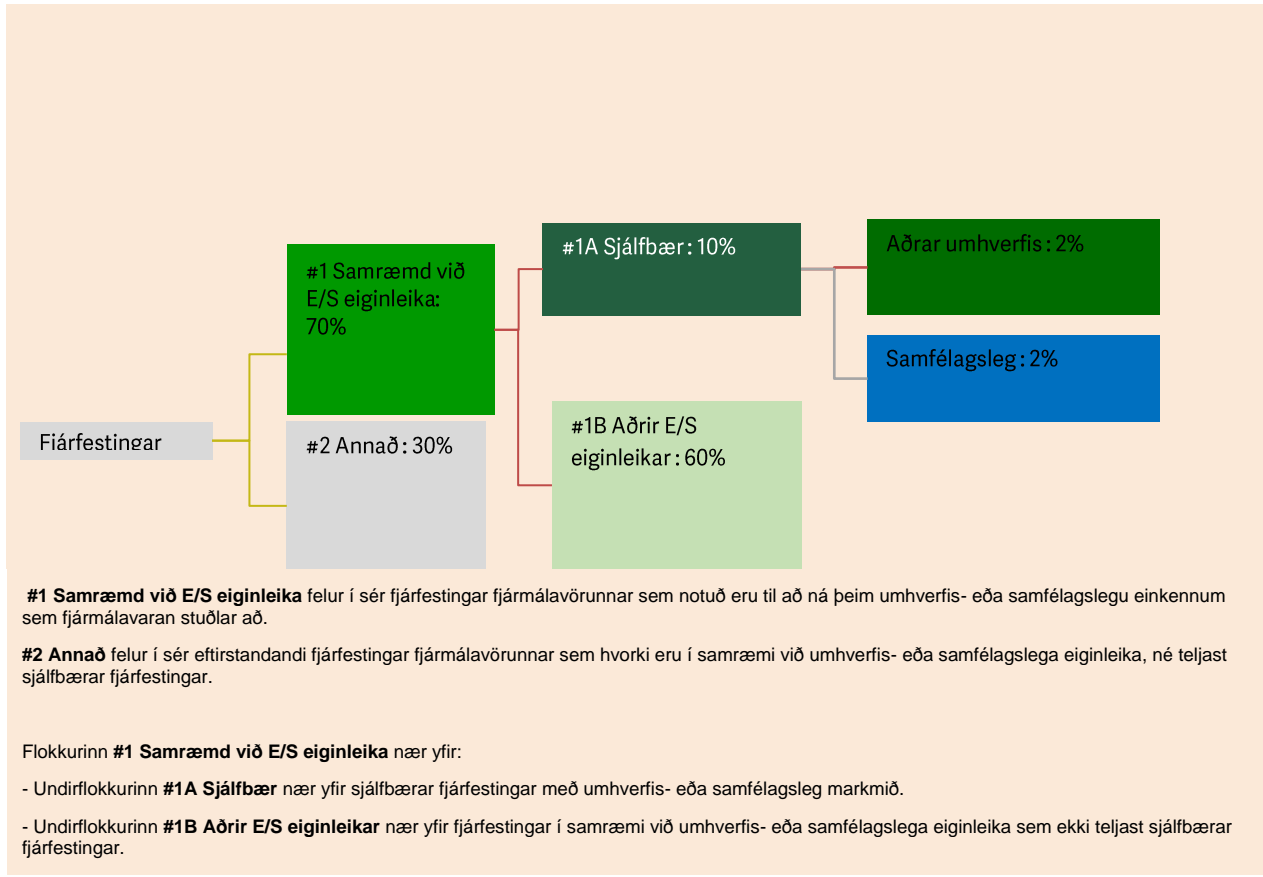 Fjárfestingar
#1 Samræmd við
E/S eiginleika:
70%
#2 Annað: 30%
#1A Sjálfbær: 10%
#1B Aðrir E/S
eiginleikar: 60%
Aðrar umhverfis: 2%
Samfélagsleg: 2%
#1 Samræmd við E/S eiginleika felur í sér fjárfestingar fjármálavörunnar sem notuð eru til að ná þeim umhverfis- eða samfélagslegu einkennum
sem fjármálavaran stuðlar að.
#2 Annað felur í sér eftirstandandi fjárfestingar fjármálavörunnar sem hvorki eru í samræmi við umhverfis- eða samfélagslega eiginleika, né teljast
sjálfbærar fjárfestingar.
Flokkurinn #1 Samræmd við E/S eiginleika nær yfir:
- Undirflokkurinn #1A Sjálfbær nær yfir sjálfbærar fjárfestingar með umhverfis- eða samfélagsleg markmið.
- Undirflokkurinn #1B Aðrir E/S eiginleikar nær yfir fjárfestingar í samræmi við umhverfis- eða samfélagslega eiginleika sem ekki teljast sjálfbærar
fjárfestingar.